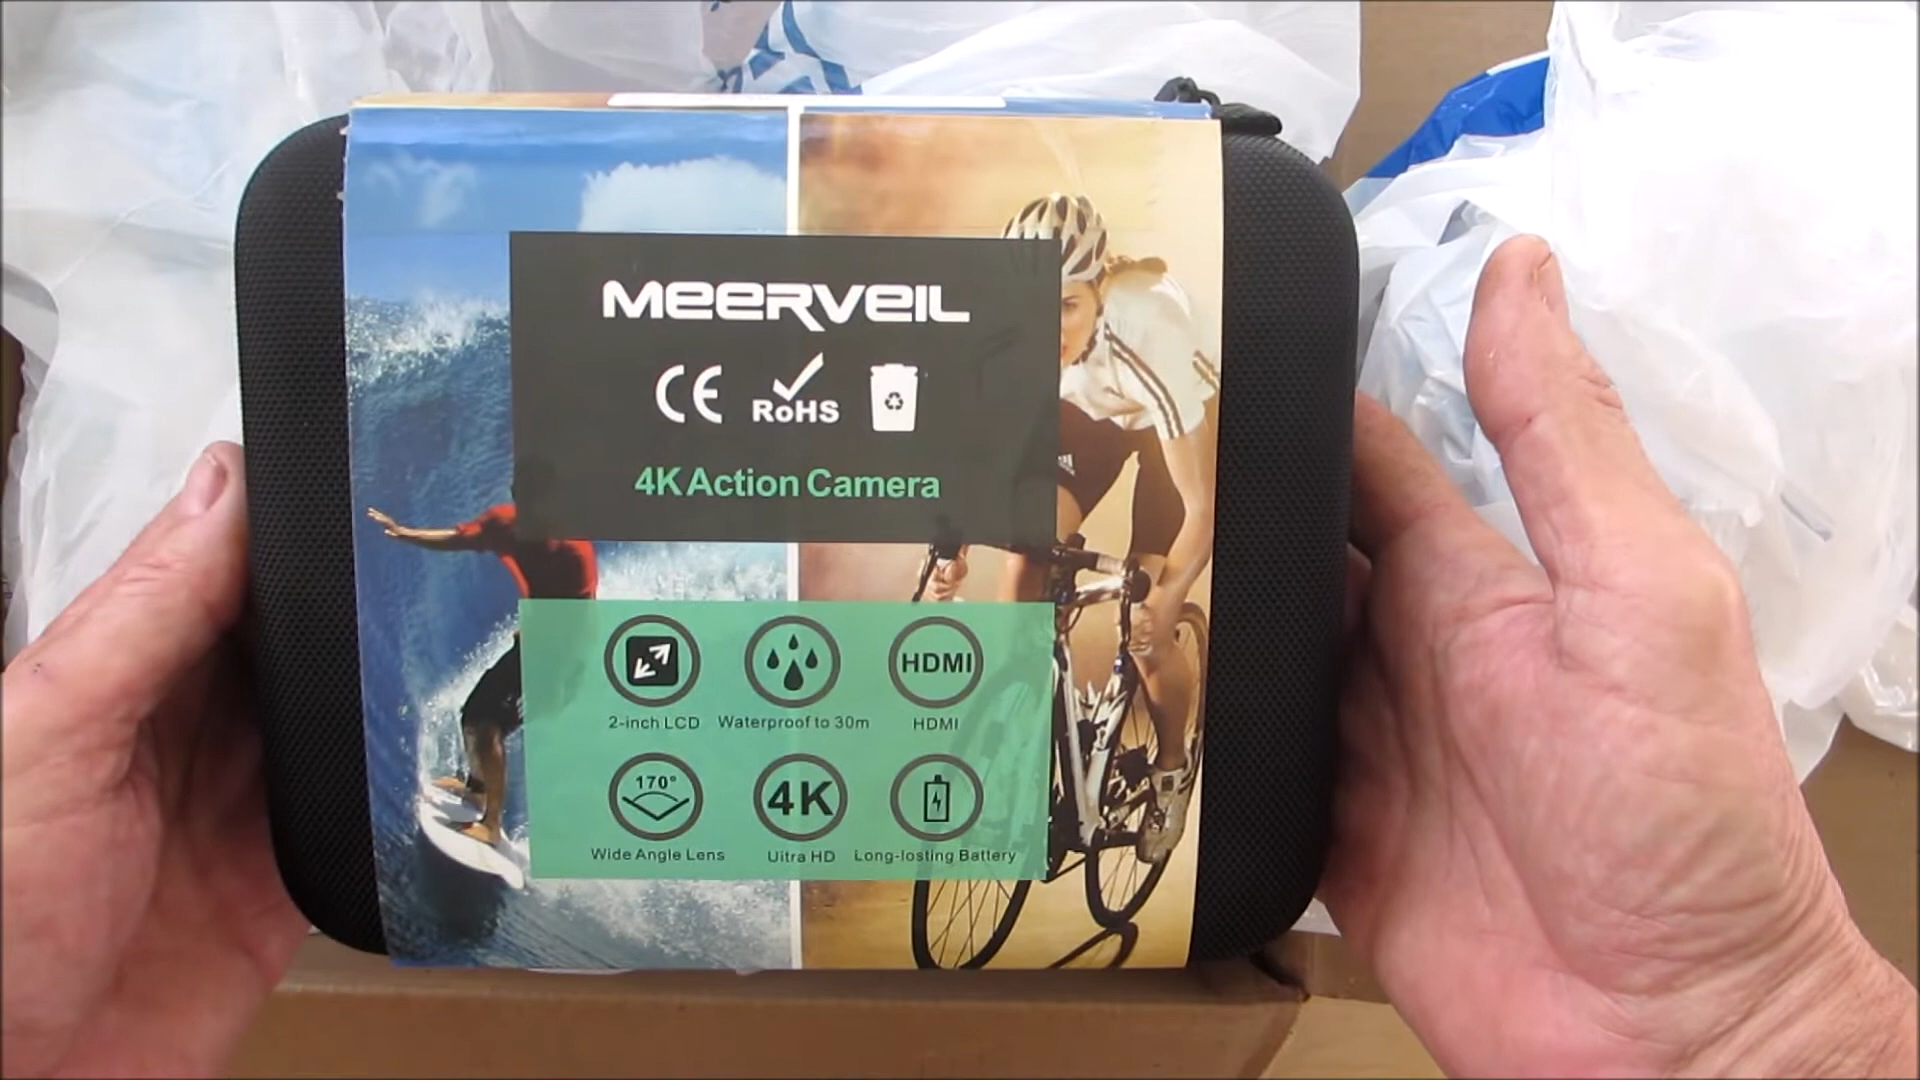 MEERVEIL
CE RoHS
4K Action Camera
HDMI
2-inch LCD Waterproof to 30m HDMI
170° 4K
Wide Angle Lens Uitra HD Long-losting Battery